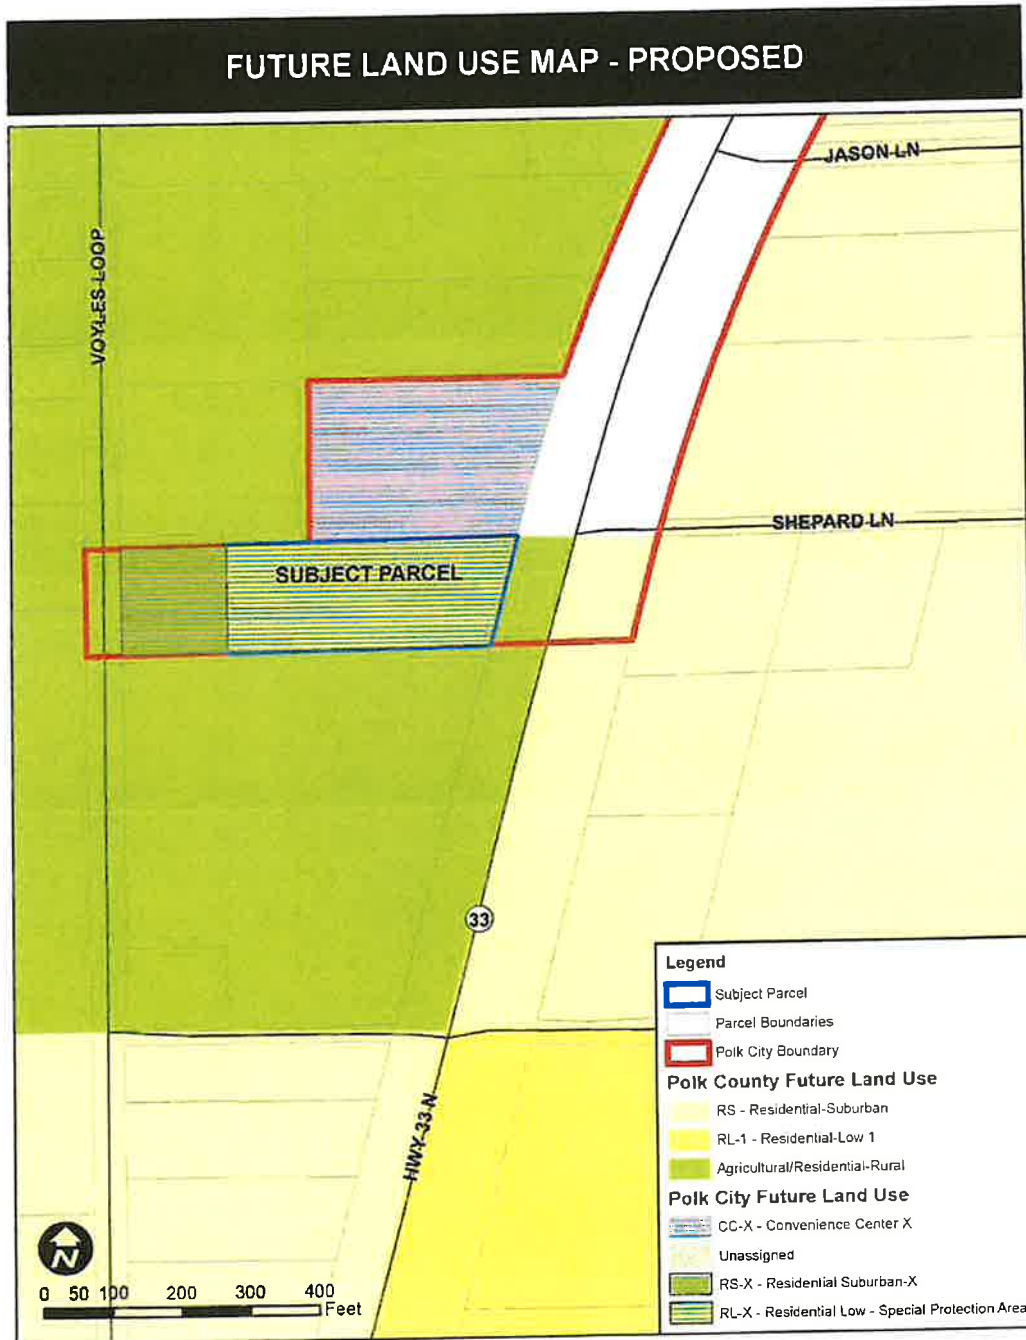 FUTURE LAND USE MAP - PROPOSED
JASON LN
VOYLES LOOP
SHEPARD LN
SUBJECT PARCEL
33
HWY 33 N
Legend
Subject Parcel
Parcel Boundaries
Polk City Boundary
Polk County Future Land Use
RS - Residential-Suburban
RL-1 - Residential-Low 1
Agricultural/Residential-Rural
Polk City Future Land Use
CC-X - Convenience Center X
Unassigned
RS-X - Residential Suburban-X
RL-X - Residential Low - Special Protection Area
N
0 50 100 200 300 400
Feet